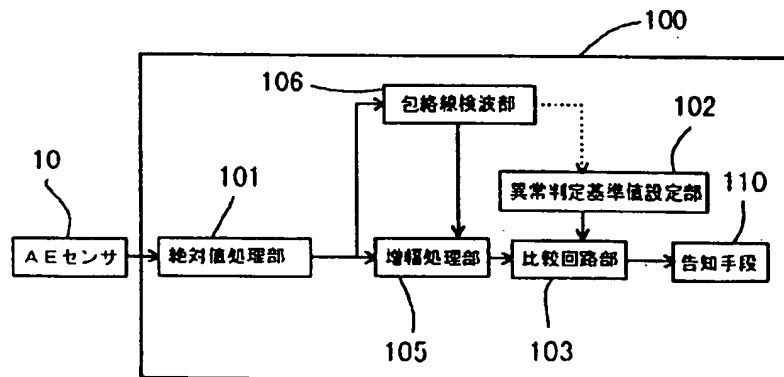 100
106
包絡線検波部
102
10
101
異常判定基準値設定部
110
AEセンサ
絶対値処理部
増幅処理部
比較回路部
告知手段
105
103